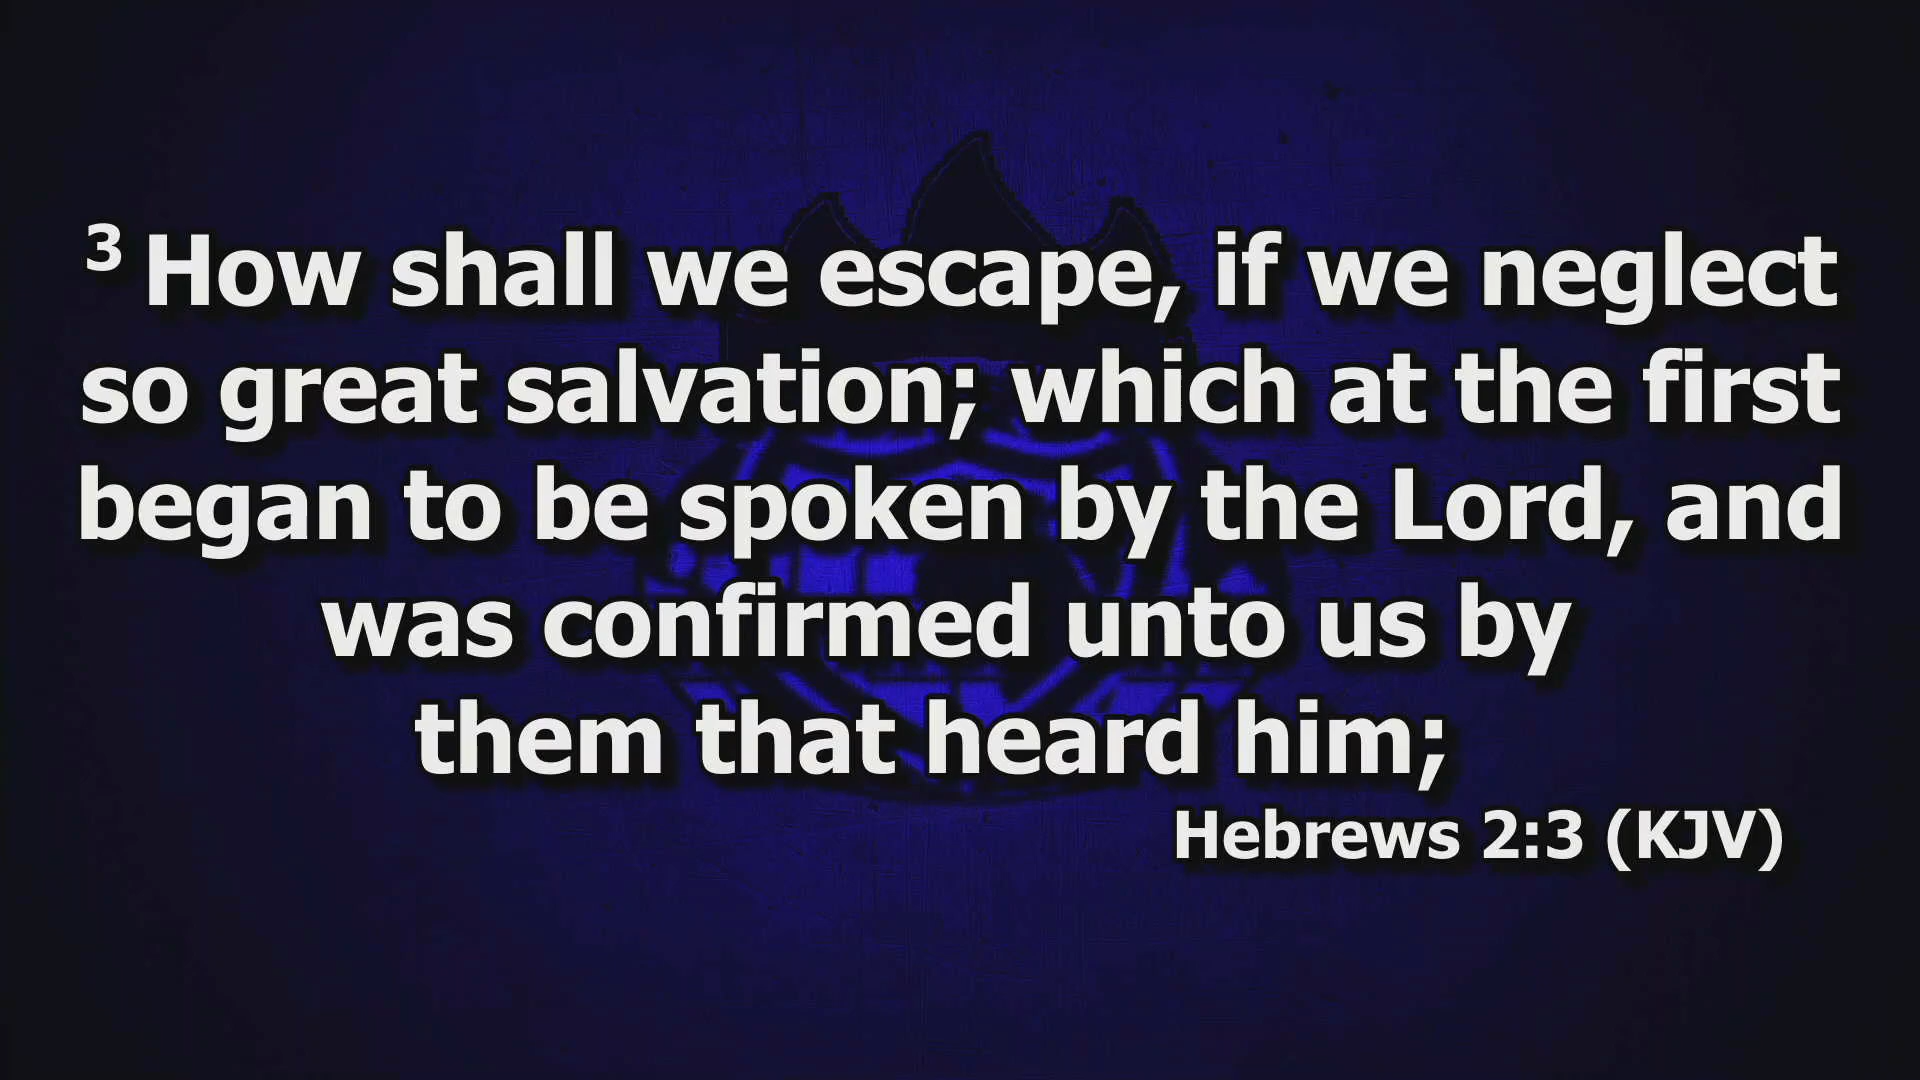 3 How shall we escape, if we neglect
so great salvation; which at the first
began to be spoken by the Lord, and
was confirmed unto us by
them that heard him;
Hebrews 2:3 (KJV)